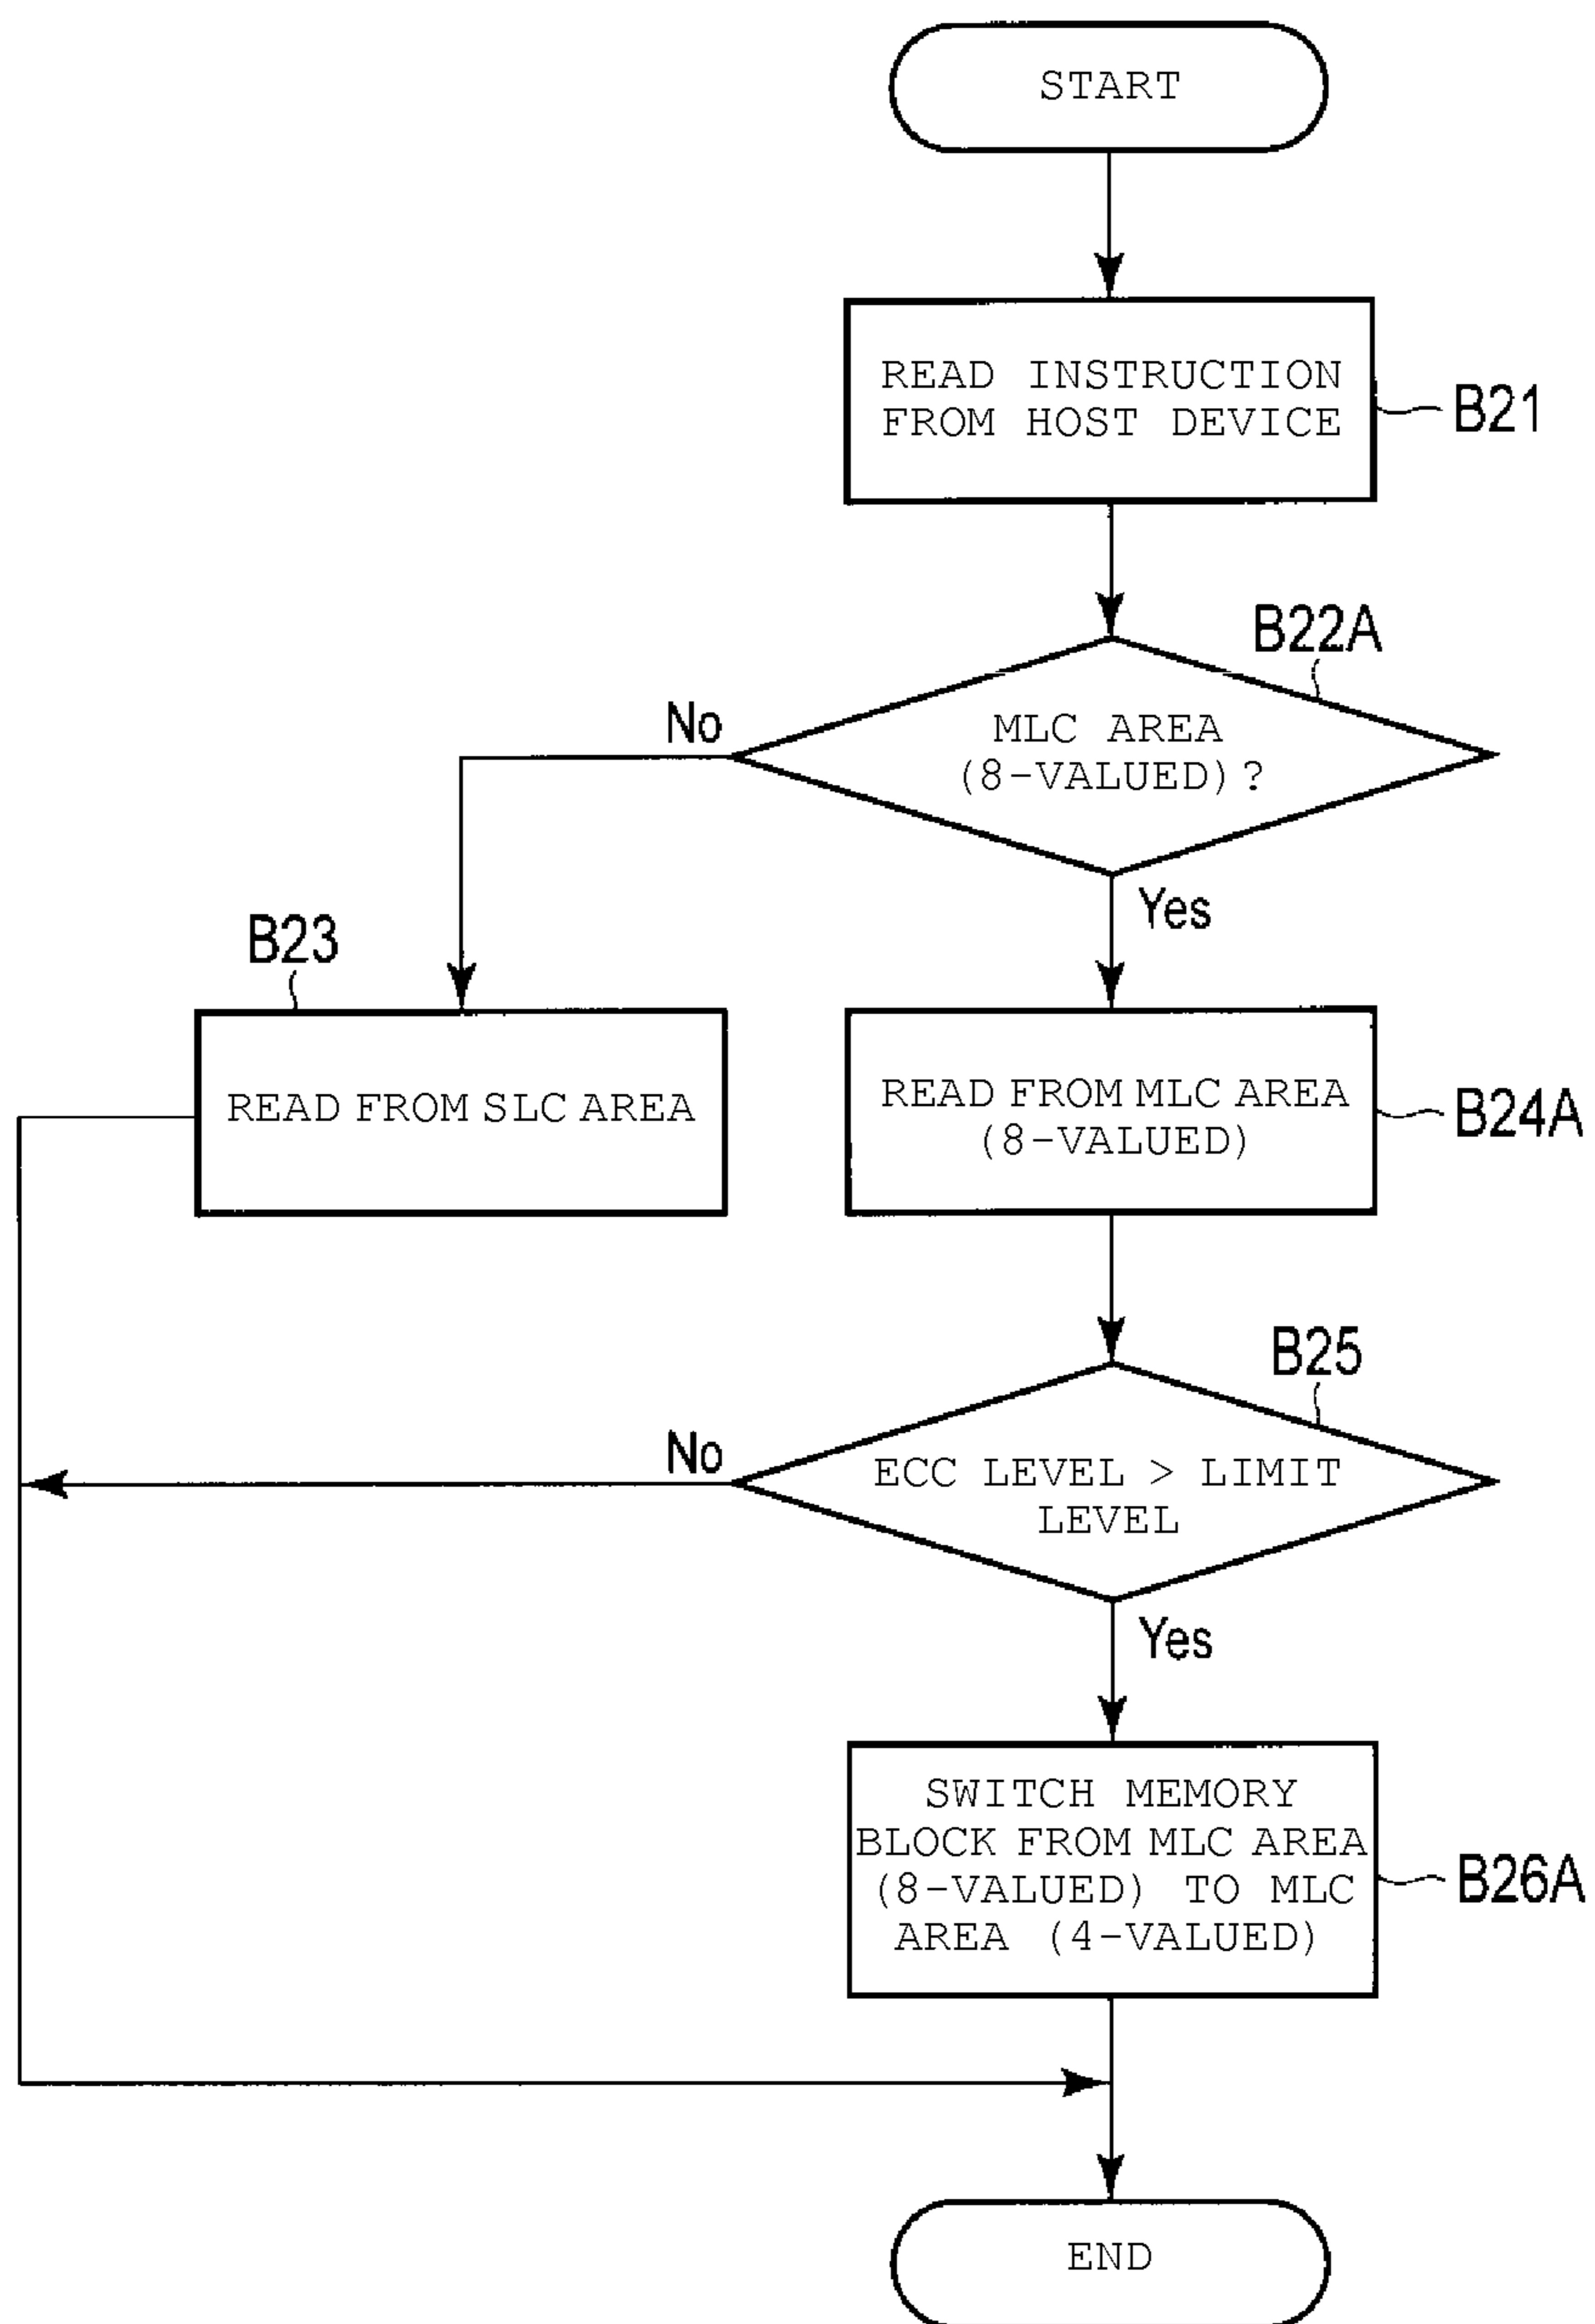 START
READ INSTRUCTION
FROM HOST DEVICE
B21
B22A
MLC AREA
(8-VALUED)?
No
Yes
B23
READ FROM SLC AREA
READ FROM MLC AREA
(8-VALUED)
B24A
B25
ECC LEVEL > LIMIT
LEVEL
No
Yes
SWITCH MEMORY
BLOCK FROM MLC AREA
(8-VALUED) TO MLC
AREA (4-VALUED)
B26A
END